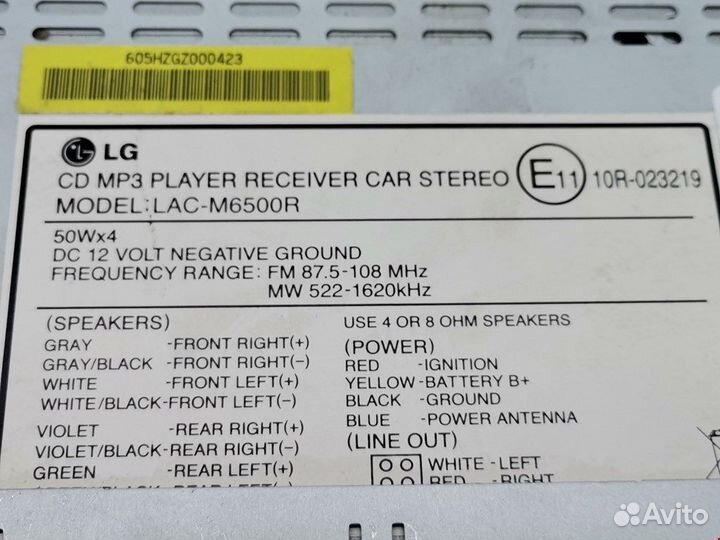 605HZGZ000423
LG
CD MP3 PLAYER RECEIVER CAR STEREO E11 10R-023219
MODEL:LAC-M6500R
50Wx4
DC 12 VOLT NEGATIVE GROUND
FREQUENCY RANGE: FM 87.5-108 MHz
MW 522-1620kHz
(SPEAKERS)
GRAY -FRONT RIGHT(+)
GRAY/BLACK -FRONT RIGHT(-)
WHITE -FRONT LEFT(+)
WHITE/BLACK-FRONT LEFT(-)
VIOLET -REAR RIGHT(+)
VIOLET/BLACK-REAR RIGHT(-)
GREEN -REAR LEFT(+)
USE 4 OR 8 OHM SPEAKERS
(POWER)
RED -IGNITION
YELLOW-BATTERY B+
BLACK -GROUND
BLUE -POWER ANTENNA
(LINE OUT)
WHITE-LEFT
RED -RIGHT
Avito